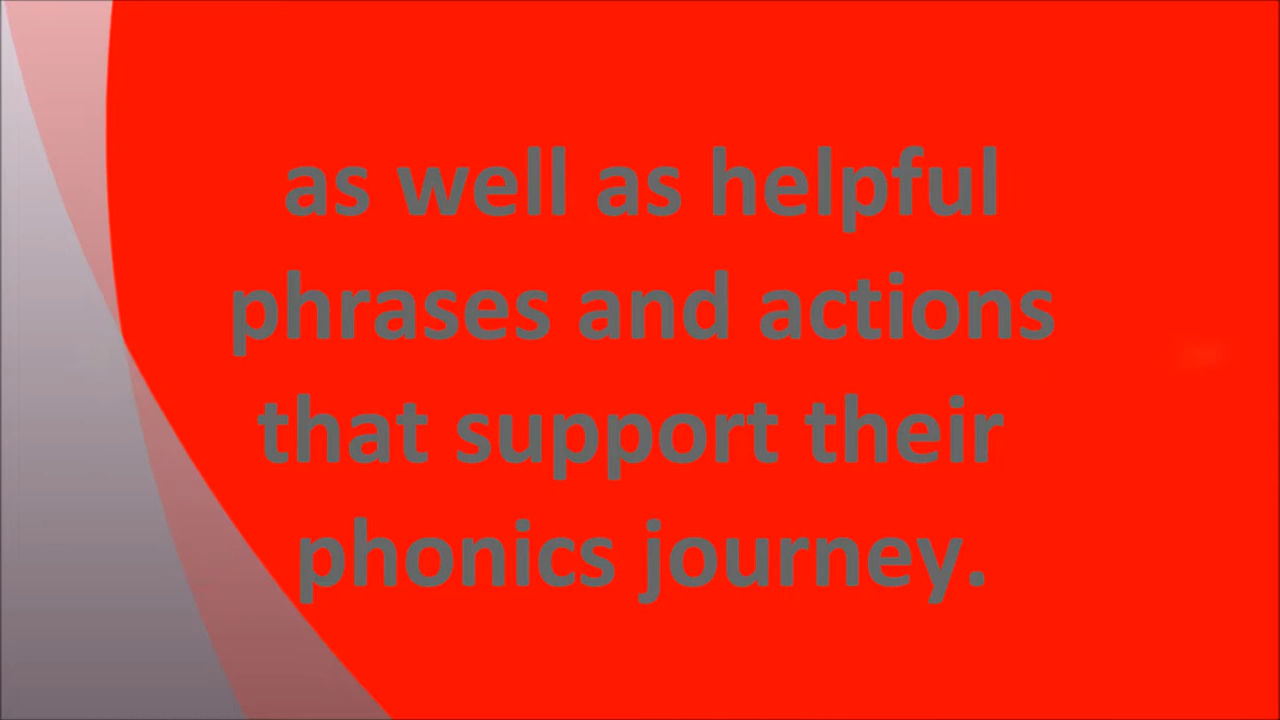 as well as helpful
phrases and actions
that support their
phonics journey.